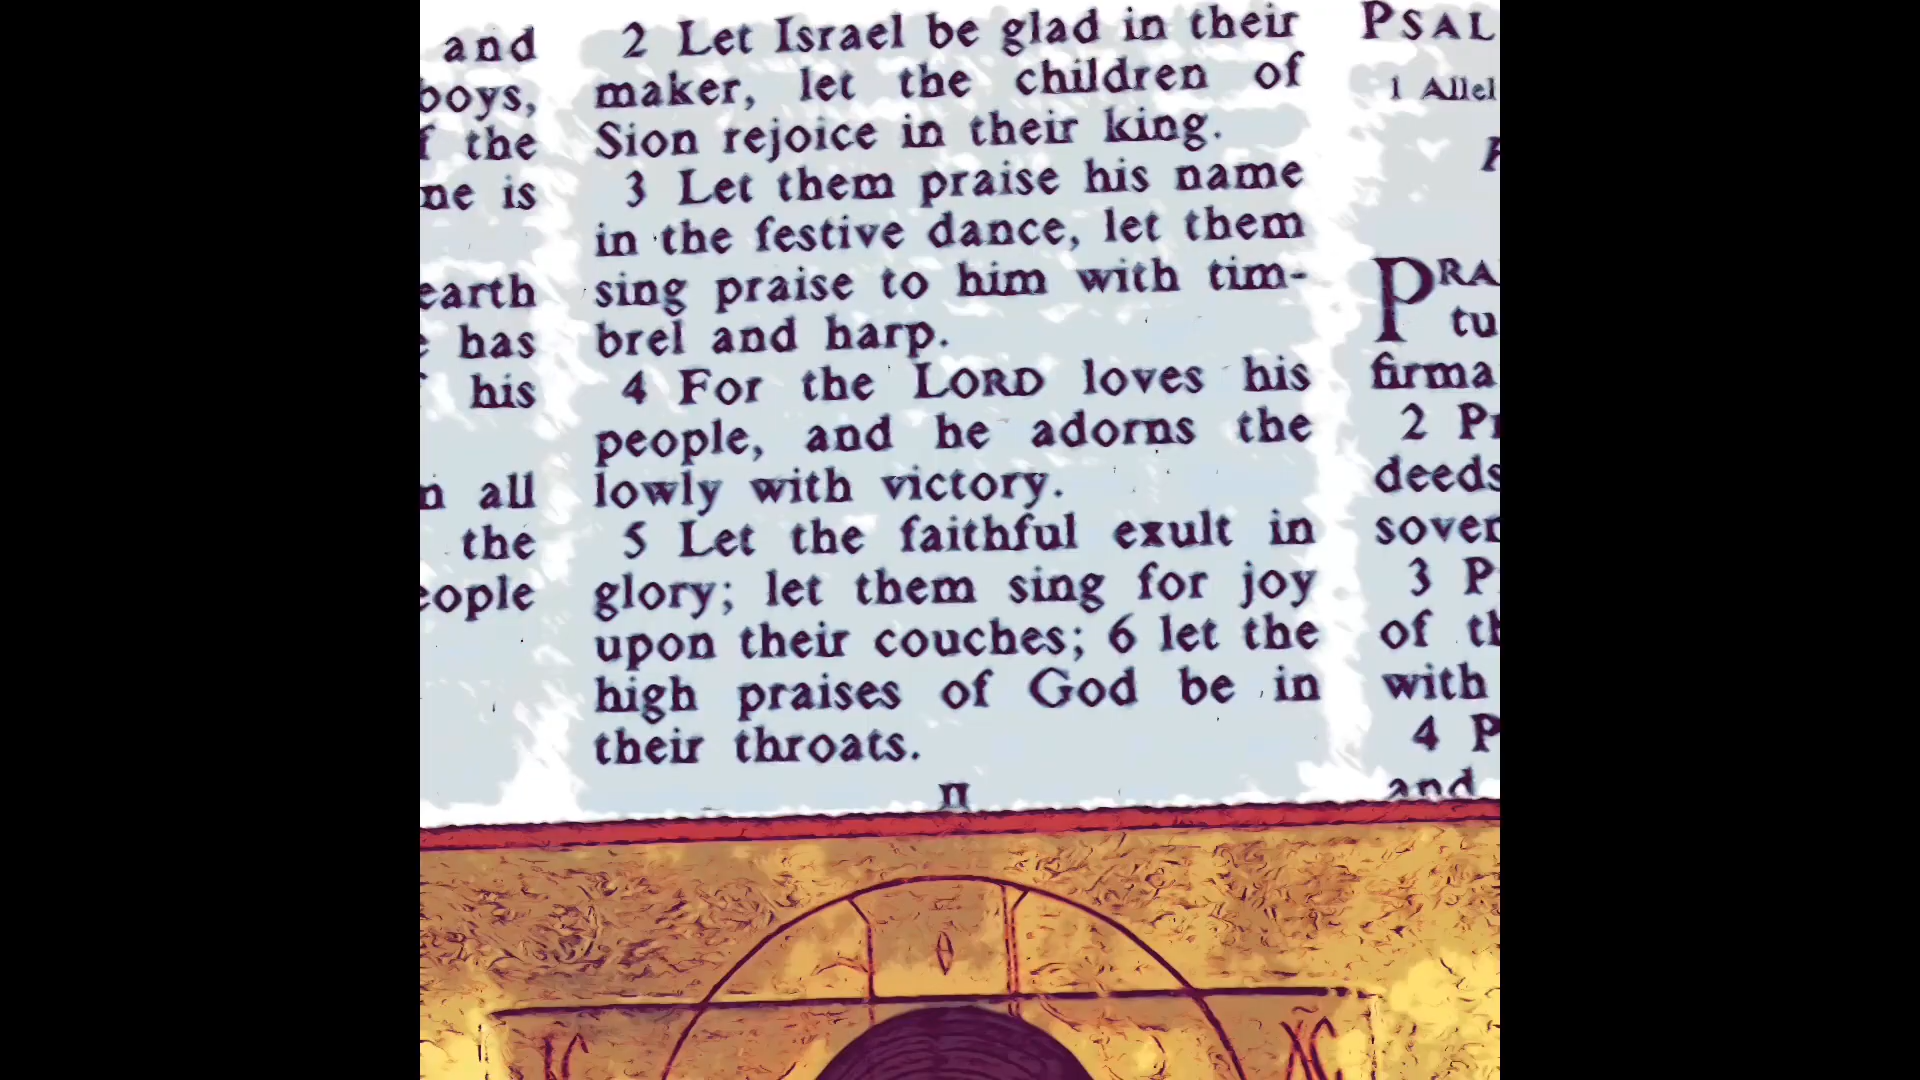 and
boys,
the
is
earth
has
his
all
the
2 Let Israel be glad in their
maker, let the children of
Sion rejoice in their king.
3 Let them praise his name
in the festive dance, let them
sing praise to him with tim-
brel and harp.
4 For the LORD loves his
people, and he adorns the
lowly with victory.
5 Let the faithful exult in
glory; let them sing for joy
upon their couches; 6 let the
high praises of God be in
their throats.
II
PSAL
1 Allel
PRA
tu
firma
2
deeds
sover
3 P
of
with
4 P
and